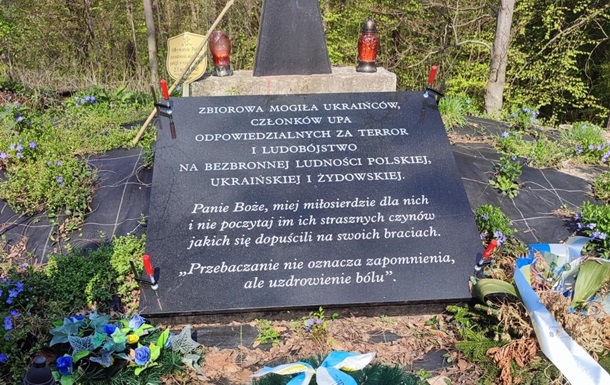 ZBIOROWA MOGIŁA UKRAIŃCÓW,
CZŁONKÓW UPA
ODPOWIEDZIALNYCH ZA TERROR
I LUDOBÓJSTWO
NA BEZBRONNEJ LUDNOŚCI POLSKIEJ,
UKRAIŃSKIEJ I ŻYDOWSKIEJ.
Panie Boże, miej miłosierdzie dla nich
i nie poczytaj im ich strasznych czynów
jakich się dopuścili na swoich braciach.
„Przebaczanie nie oznacza zapomnienia,
ale uzdrowienie bólu".